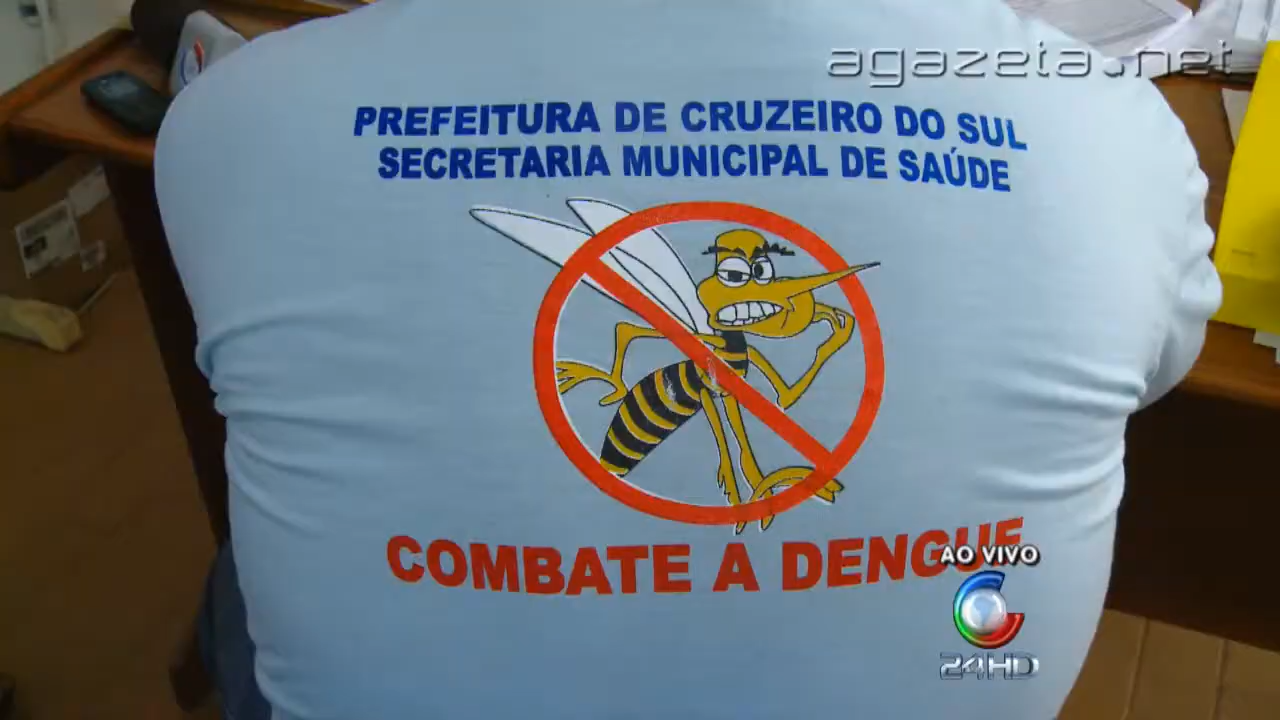 agazeta.net
PREFEITURA DE CRUZEIRO DO SUL
SECRETARIA MUNICIPAL DE SAÚDE
COMBATE A DENGUE
AO VIVO
24HD